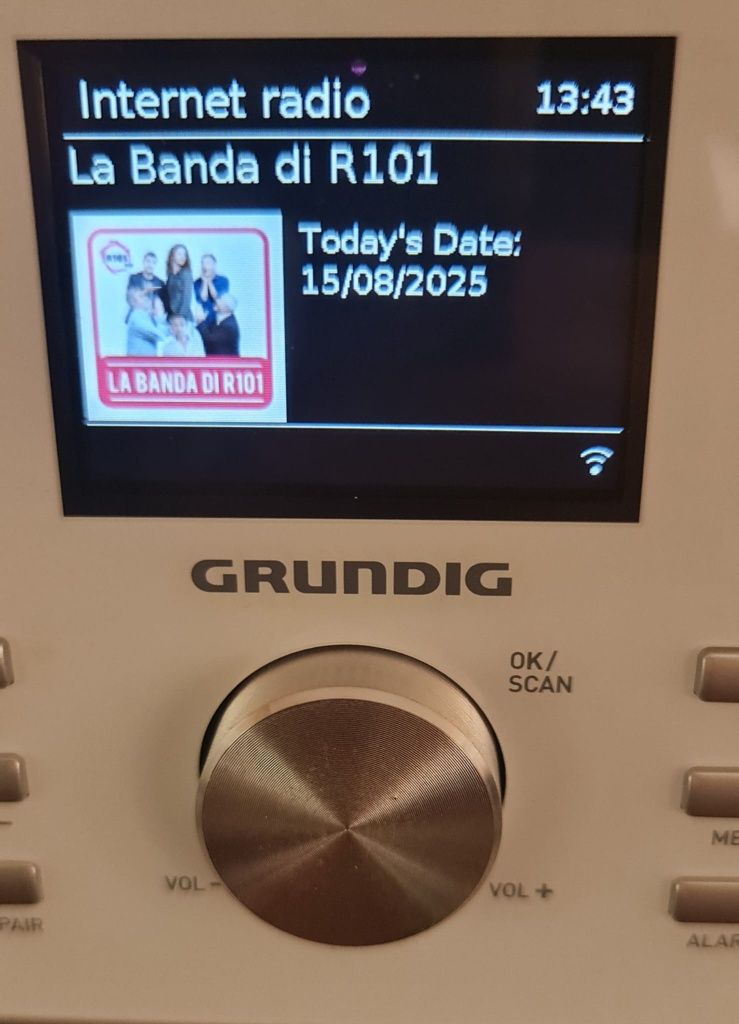 Internet radio 13:43
La Banda di R101
Today's Date:
15/08/2025
R101
LA BANDA DI R101
GRUNDIG
OK/
SCAN
VOL -
VOL +
PAIR